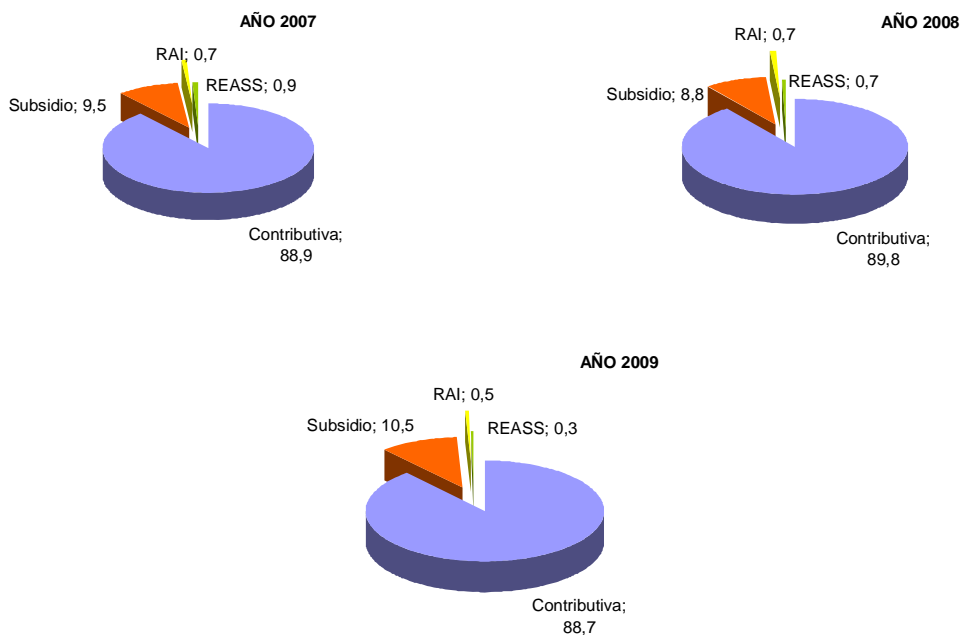 AÑO 2007
RAI; 0,7
REASS; 0,9
Subsidio; 9,5
Contributiva;
88,9
AÑO 2008
RAI; 0,7
REASS; 0,7
Subsidio; 8,8
Contributiva;
89,8
AÑO 2009
RAI; 0,5
REASS; 0,3
Subsidio; 10,5
Contributiva;
88,7